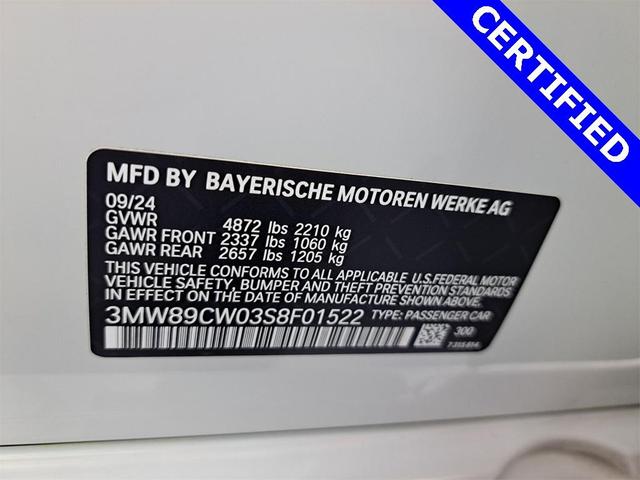 CERTIFIED
MFD BY BAYERISCHE MOTOREN WERKE AG
09/24
GVWR 4872 lbs 2210 kg
GAWR FRONT 2337 lbs 1060 kg
GAWR REAR 2657 lbs 1205 kg
THIS VEHICLE CONFORMS TO ALL APPLICABLE U.S.FEDERAL MOTOR
VEHICLE SAFETY, BUMPER AND THEFT PREVENTION STANDARDS
IN EFFECT ON THE DATE OF MANUFACTURE SHOWN ABOVE.
3MW89CW03S8F01522 TYPE: PASSENGER CAR
300